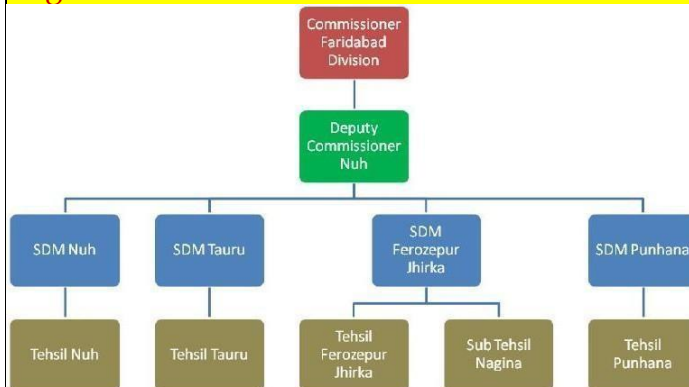 Commissioner
Faridabad
Division
Deputy
Commissioner
Nuh
SDM Nuh
SDM Tauru
SDM
Ferozepur
Jhirka
SDM Punhana
Tehsil Nuh
Tehsil Tauru
Tehsil
Ferozepur
Jhirka
Sub Tehsil
Nagina
Tehsil
Punhana